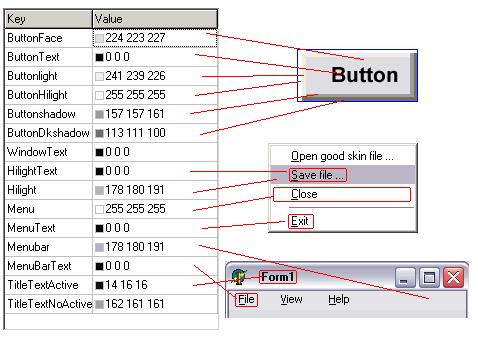 Key Value
ButtonFace 224 223 227
ButtonText 0 0 0
Buttonlight 241 239 226
ButtonHilight 255 255 255
Buttonshadow 157 157 161
ButtonDkshadow 113 111 100
WindowText 0 0 0
HilightText 0 0 0
Hilight 178 180 191
Menu 255 255 255
MenuText 0 0 0
Menubar 178 180 191
MenuBarText 0 0 0
TitleTextActive 14 16 16
TitleTextNoActive 162 161 161
Button
Open good skin file ...
Save file ...
Close
Exit
Form1
File View Help